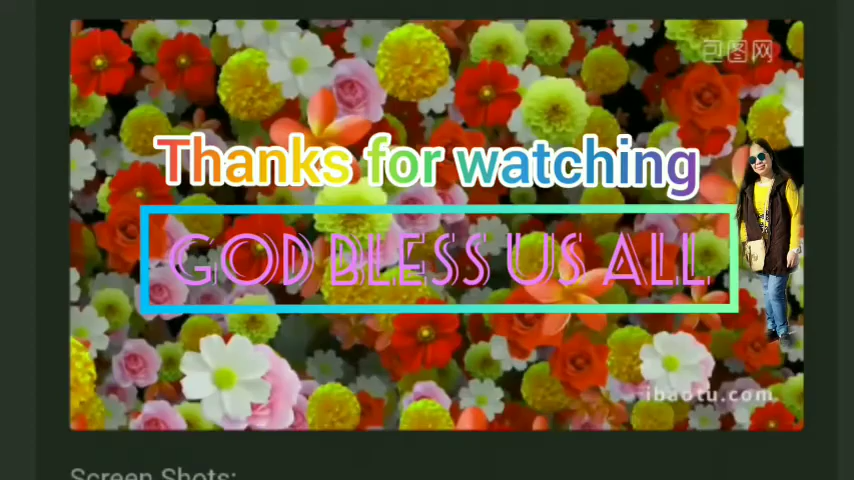 包图网
Thanks for watching
GOD BLESS US ALL
ibaotu.com
Screen Shots: